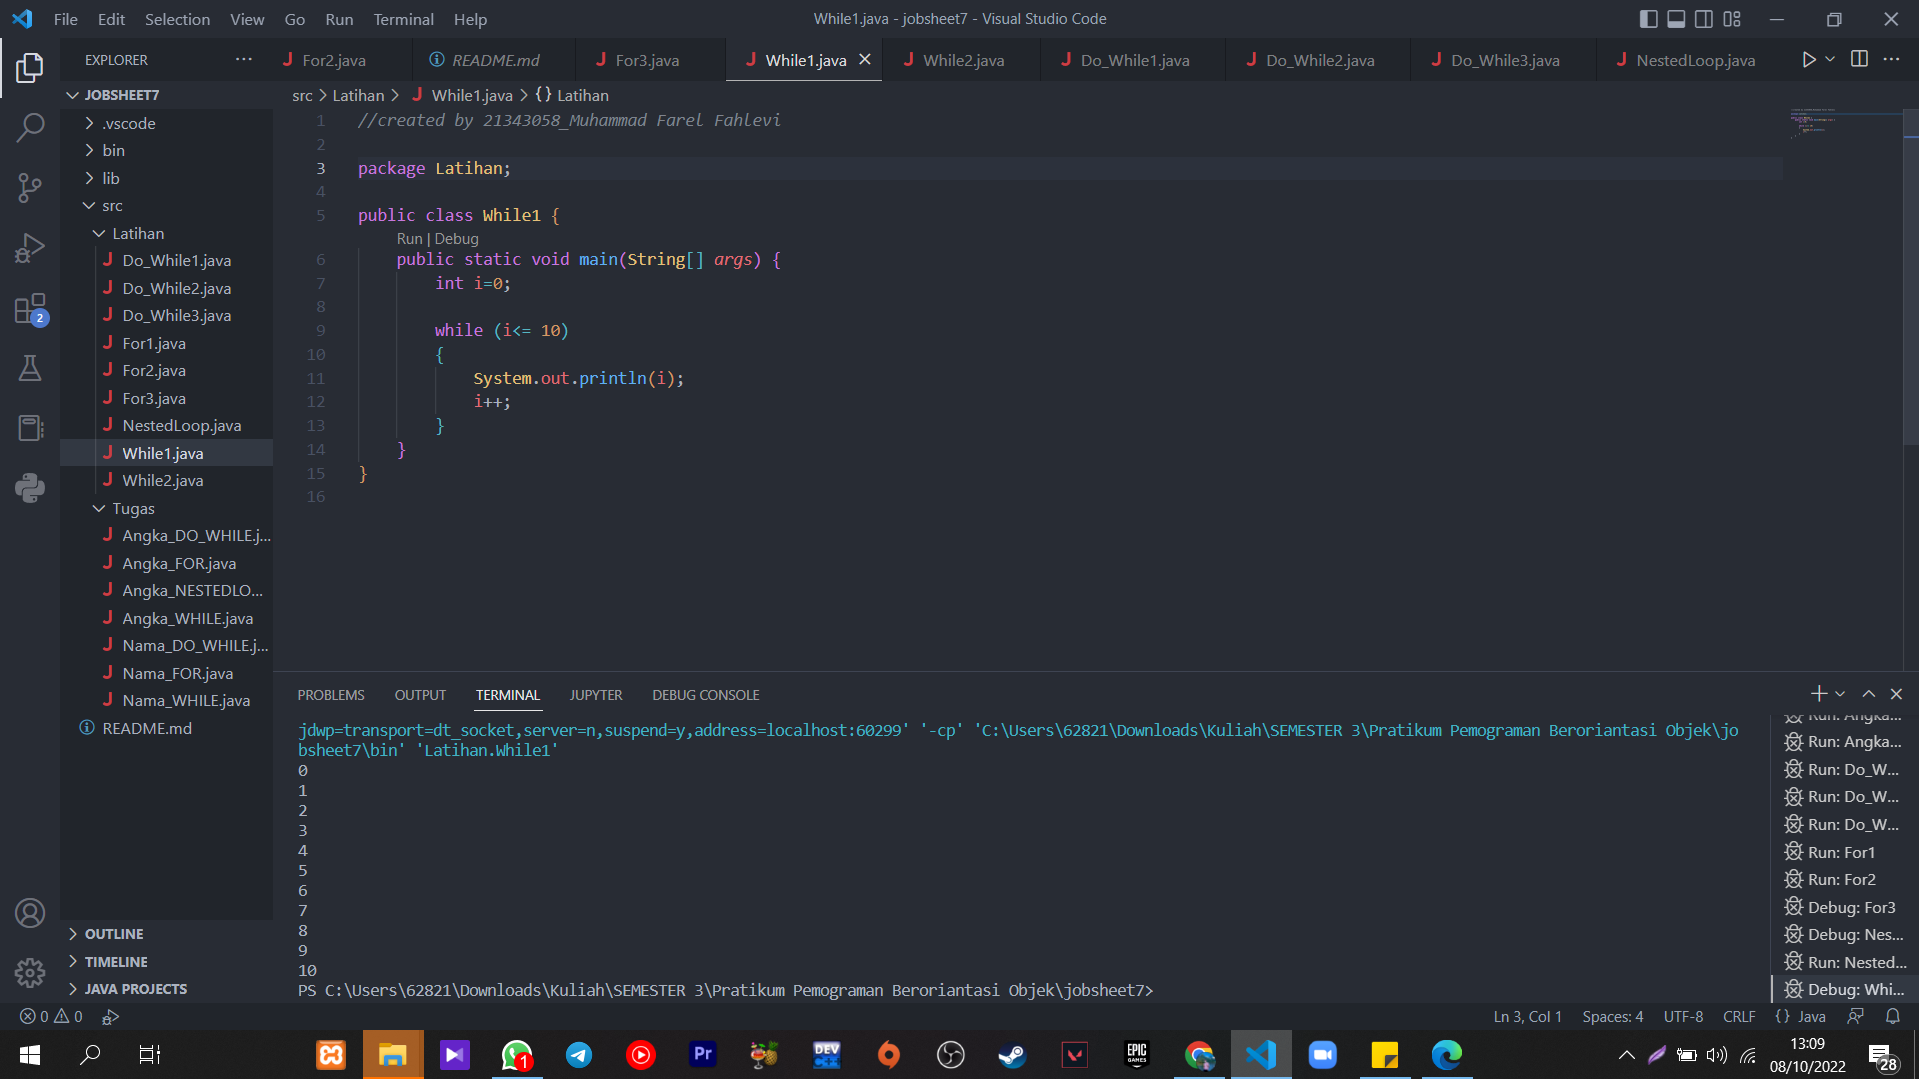 File Edit Selection View Go Run Terminal Help
While1.java - jobsheet7 - Visual Studio Code
EXPLORER
For2.java README.md For3.java While1.java While2.java Do_While1.java Do_While2.java Do_While3.java NestedLoop.java
JOBSHEET7
.vscode
bin
lib
src
Latihan
Do_While1.java
Do_While2.java
Do_While3.java
For1.java
For2.java
For3.java
NestedLoop.java
While1.java
While2.java
Tugas
Angka_DO_WHILE.j...
Angka_FOR.java
Angka_NESTEDLO...
Angka_WHILE.java
Nama_DO_WHILE.j...
Nama_FOR.java
Nama_WHILE.java
README.md
OUTLINE
TIMELINE
JAVA PROJECTS
2
src > Latihan > While1.java > {} Latihan
1 //created by 21343058_Muhammad Farel Fahlevi
2
3 package Latihan;
4
5 public class While1 {
Run | Debug
6 public static void main(String[] args) {
7 int i=0;
8
9 while (i<= 10)
10 {
11 System.out.println(i);
12 i++;
13 }
14 }
15 }
16
PROBLEMS OUTPUT TERMINAL JUPYTER DEBUG CONSOLE
jdwp=transport=dt_socket,server=n,suspend=y,address=localhost:60299' '-cp' 'C:\Users\62821\Downloads\Kuliah\SEMESTER 3\Pratikum Pemograman Beroriantasi Objek\jo
bsheet7\bin' 'Latihan.While1'
0
1
2
3
4
5
6
7
8
9
10
PS C:\Users\62821\Downloads\Kuliah\SEMESTER 3\Pratikum Pemograman Beroriantasi Objek\jobsheet7>
Run: Angka...
Run: Angka...
Run: Do_W...
Run: Do_W...
Run: Do_W...
Run: For1
Run: For2
Debug: For3
Debug: Nes...
Run: Nested...
Debug: Whi...
0 0
Ln 3, Col 1 Spaces: 4 UTF-8 CRLF {} Java
1
Pr
DEV
C++
EPIC
GAMES
13:09
08/10/2022
28